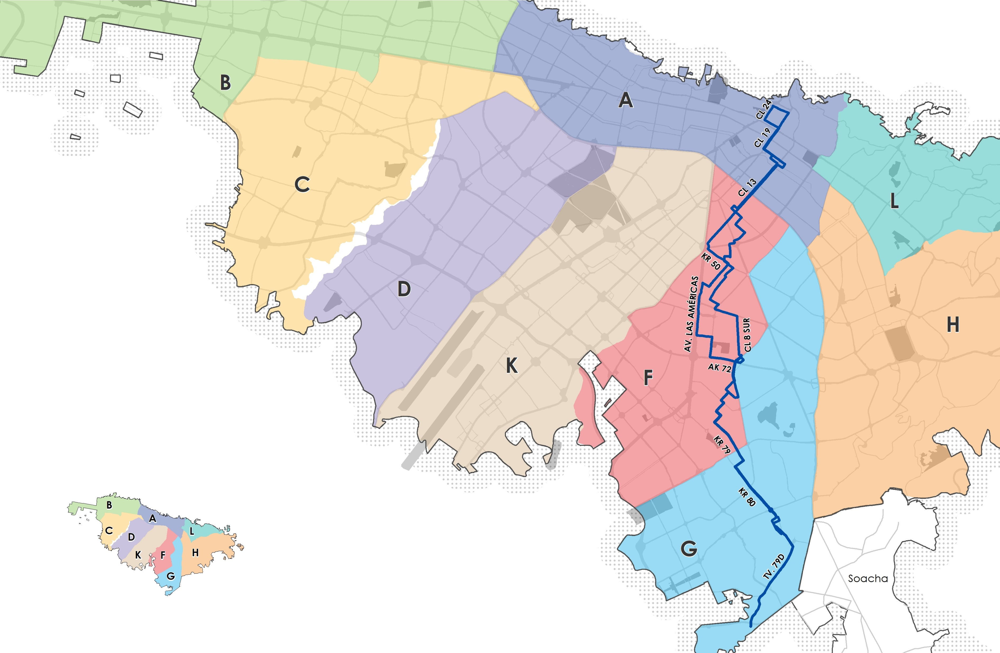 B
A
C
D
K
F
G
L
H
CL 24
CL 19
CL 13
KR 50
AV. LAS AMÉRICAS
CL 8 SUR
AK 72
KR 79
KR 80
TV. 79D
Soacha
B
A
C
D
L
K
F
H
G